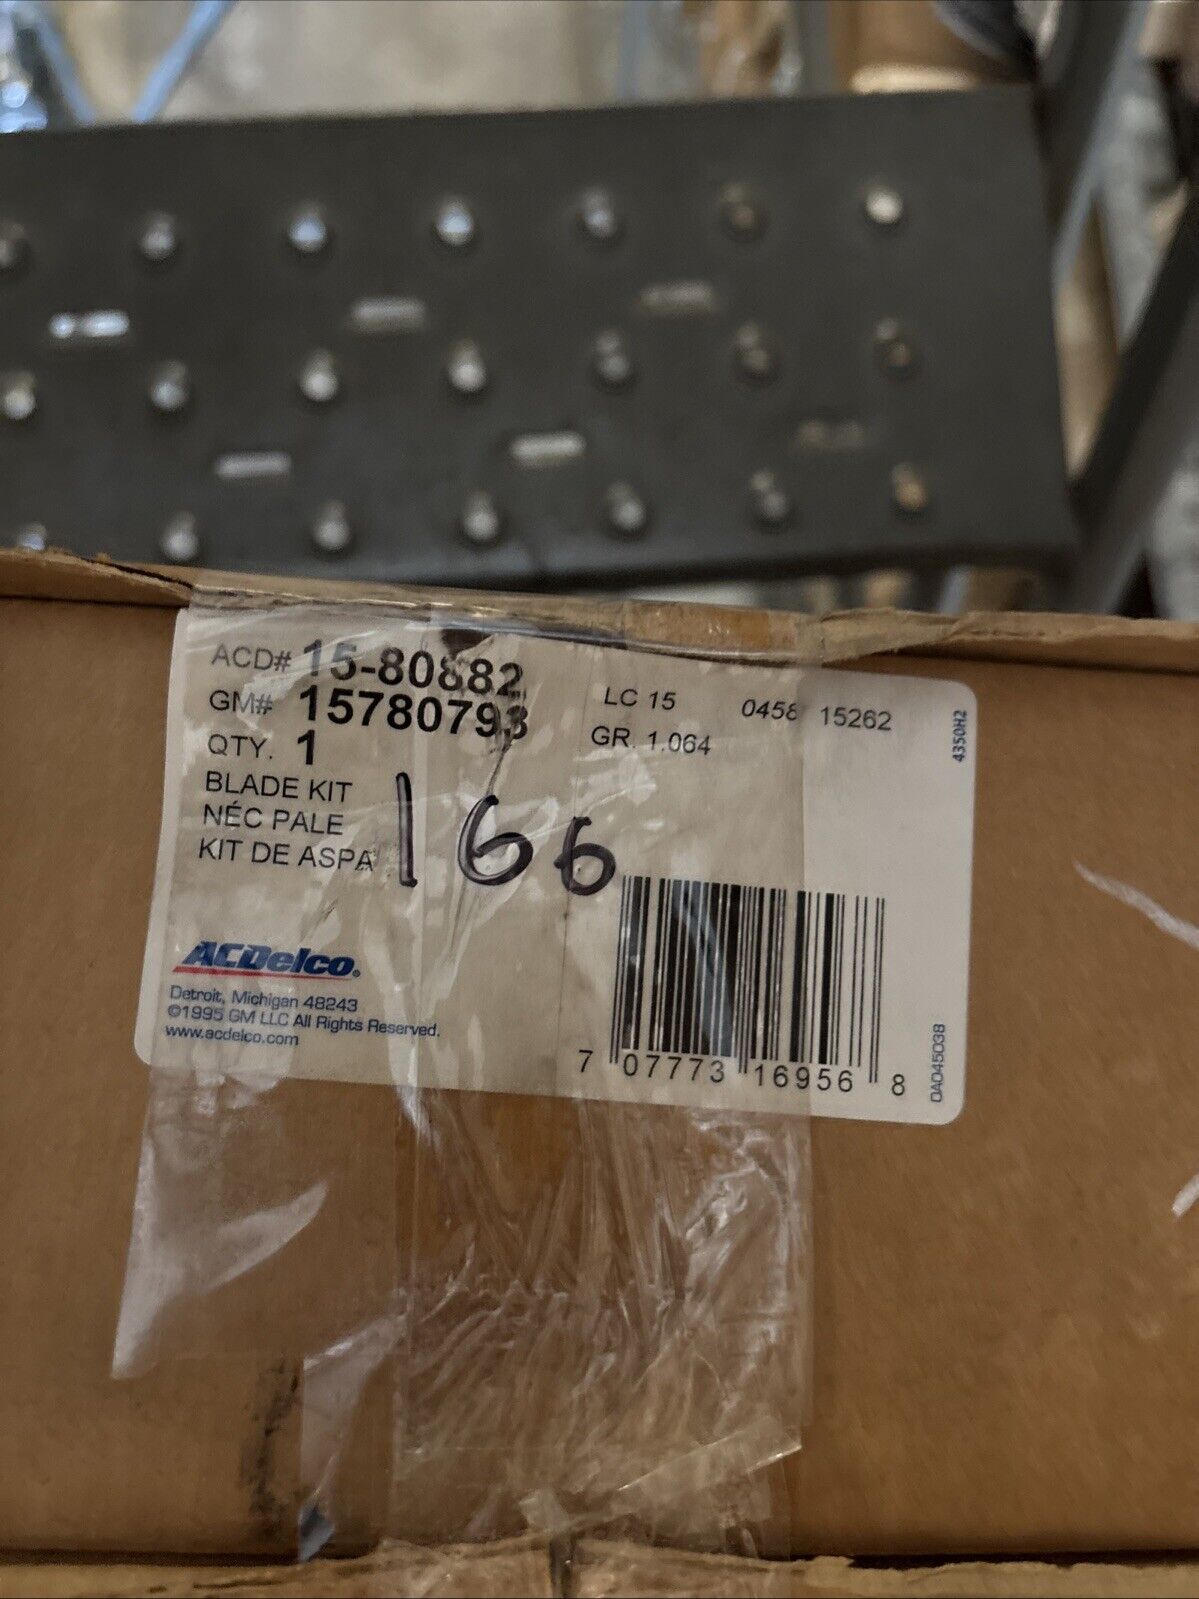 ACD# 15-80882
GM# 15780793
QTY. 1
BLADE KIT
NÉC PALE
KIT DE ASPA
LC 15 0458 15262
GR. 1.064
4350H2
166
ACDelco®
Detroit, Michigan 48243
©1995 GM LLC All Rights Reserved.
www.acdelco.com
7 07773 16956 8
DA045D38